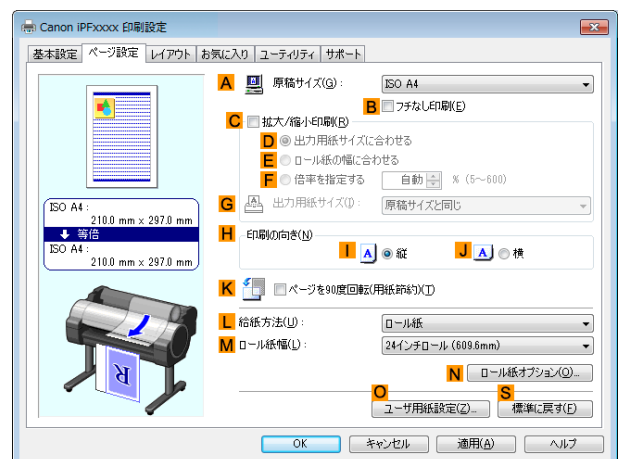 Canon iPFxxxx 印刷設定
基本設定 ページ設定 レイアウト お気に入り ユーティリティ サポート
A 原稿サイズ(G): ISO A4
B フチなし印刷(E)
C 拡大/縮小印刷(R)
D 出力用紙サイズに合わせる
E ロール紙の幅に合わせる
F 倍率を指定する 自動 % (5～600)
G 出力用紙サイズ(I): 原稿サイズと同じ
ISO A4 :
210.0 mm x 297.0 mm
等倍
ISO A4 :
210.0 mm x 297.0 mm
H 印刷の向き(N)
I A 縦 J A 横
K ページを90度回転(用紙節約)(T)
L 給紙方法(U): ロール紙
M ロール紙幅(L): 24インチロール (609.6mm)
N ロール紙オプション(O)...
O S
ユーザ用紙設定(Z)... 標準に戻す(F)
R
OK キャンセル 適用(A) ヘルプ